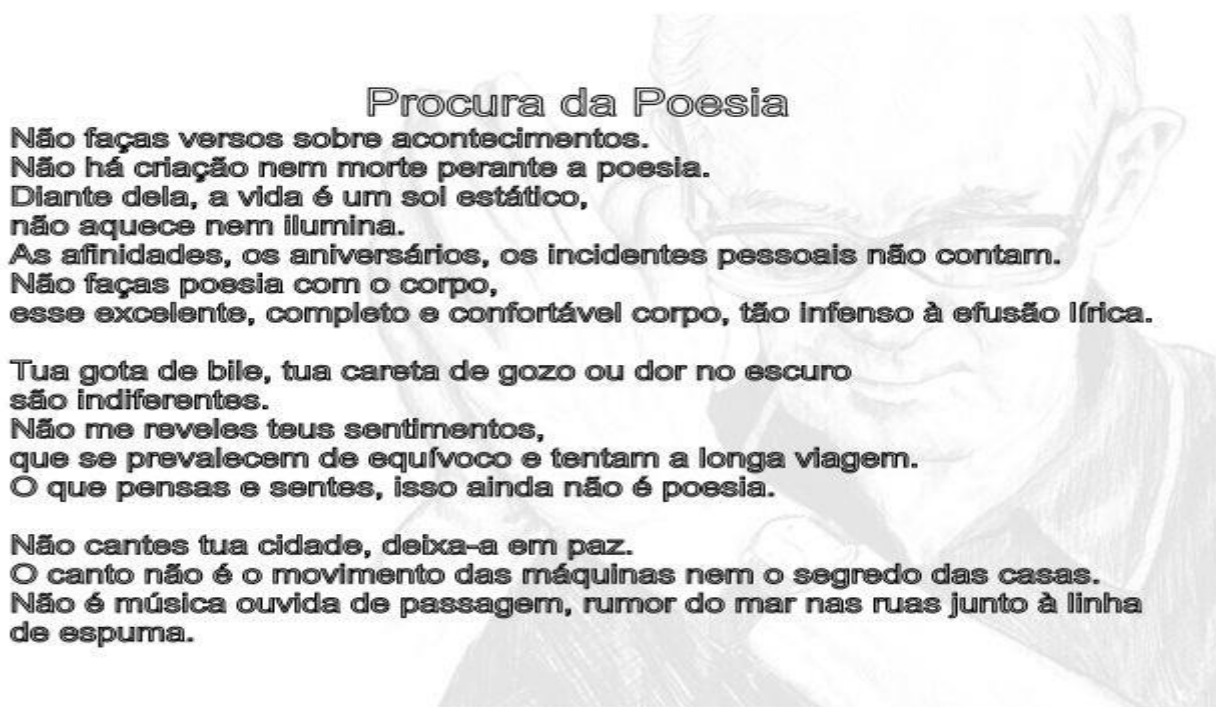 Procura da Poesia
Não faças versos sobre acontecimentos.
Não há criação nem morte perante a poesia.
Diante dela, a vida é um sol estático,
não aquece nem ilumina.
As afinidades, os aniversários, os incidentes pessoais não contam.
Não faças poesia com o corpo,
esse excelente, completo e confortável corpo, tão infenso à efusão lírica.
Tua gota de bile, tua careta de gozo ou dor no escuro
são indiferentes.
Não me reveles teus sentimentos,
que se prevalecem de equívoco e tentam a longa viagem.
O que pensas e sentes, isso ainda não é poesia.
Não cantes tua cidade, deixa-a em paz.
O canto não é o movimento das máquinas nem o segredo das casas.
Não é música ouvida de passagem, rumor do mar nas ruas junto à linha
de espuma.